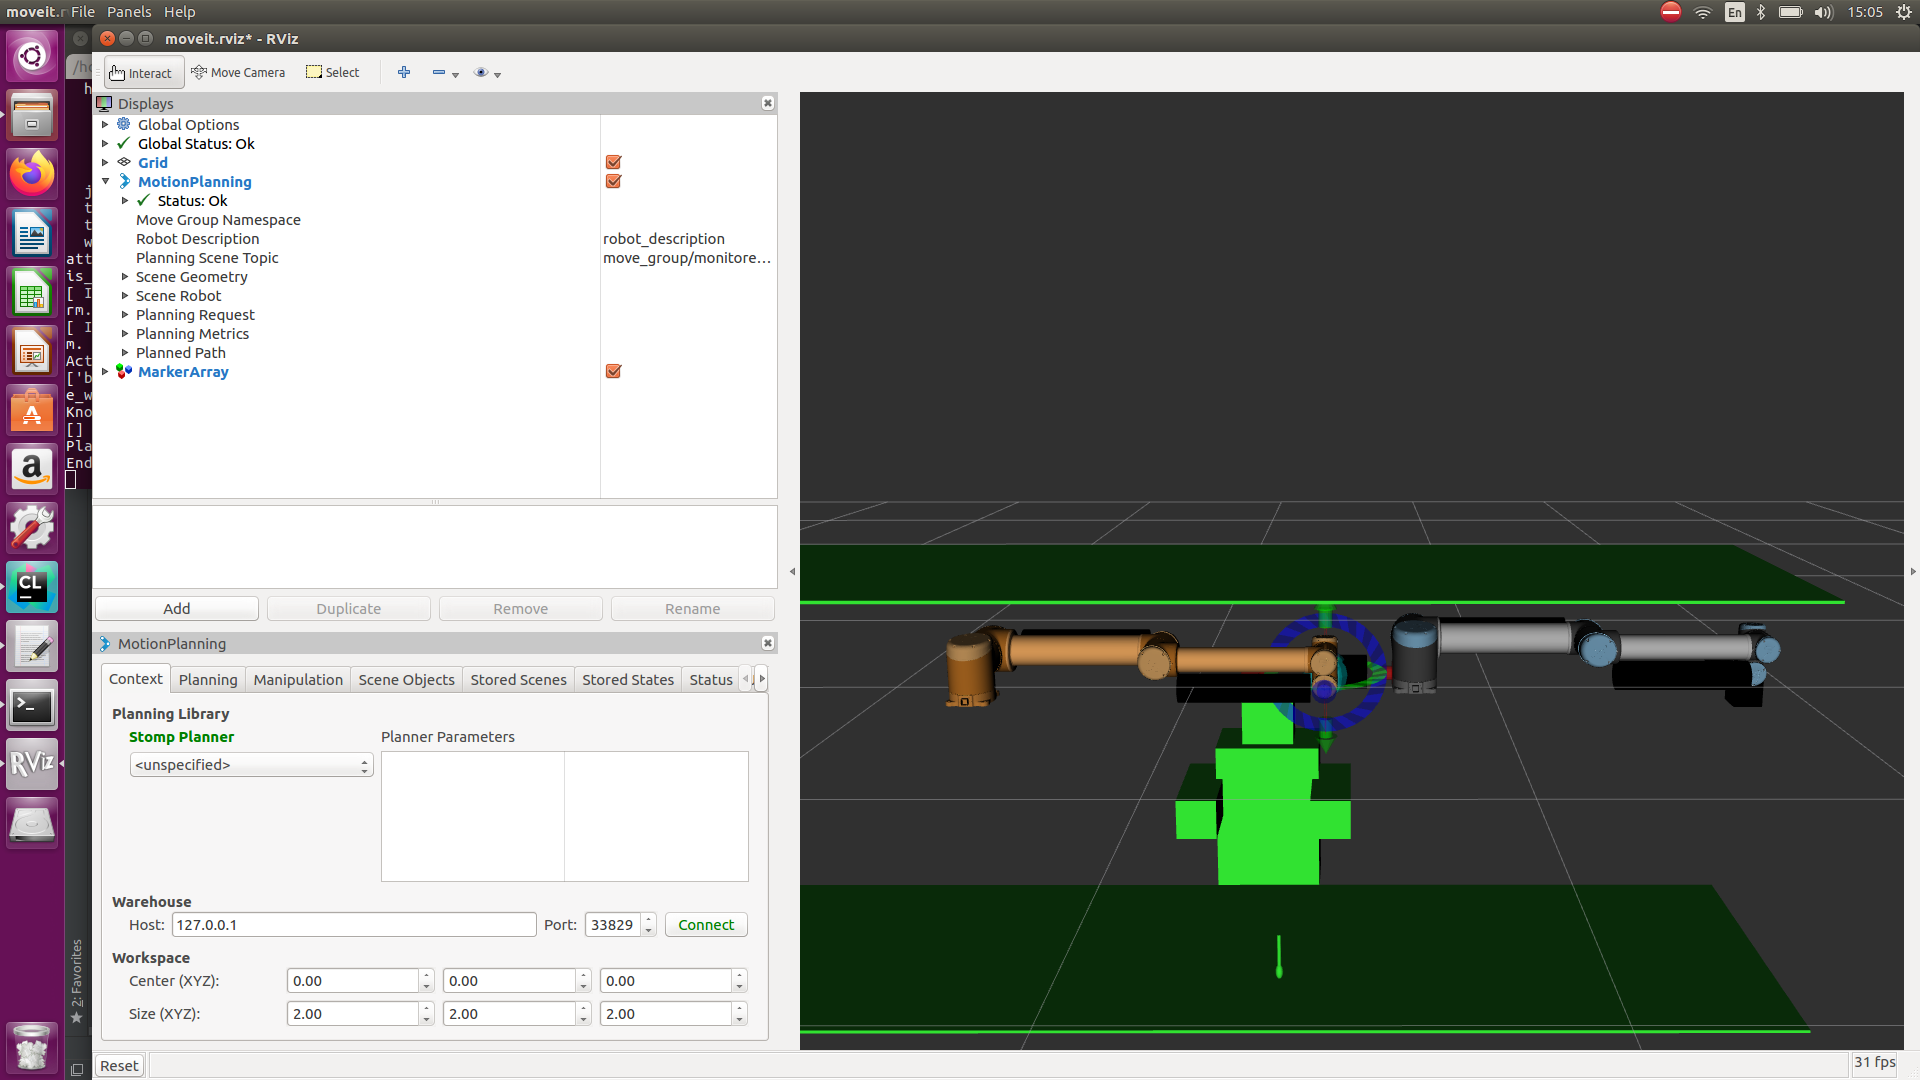 moveit.r File Panels Help
En 15:05
moveit.rviz* - RViz
/ho
Interact Move Camera Select
Displays
Global Options
Global Status: Ok
Grid
MotionPlanning
Status: Ok
Move Group Namespace
Robot Description robot_description
Planning Scene Topic move_group/monitore...
Scene Geometry
Scene Robot
Planning Request
Planning Metrics
Planned Path
MarkerArray
h
j
t
t
w
att
is_
[ I
rm.
[ I
m.
Act
['b
e_w
Kno
[]
Pla
End
Add Duplicate Remove Rename
MotionPlanning
Context Planning Manipulation Scene Objects Stored Scenes Stored States Status
Planning Library
Stomp Planner Planner Parameters
<unspecified>
Warehouse
Host: 127.0.0.1 Port: 33829 Connect
Workspace
Center (XYZ): 0.00 0.00 0.00
Size (XYZ): 2.00 2.00 2.00
2: Favorites
Reset
31 fps
CL
RViz
a
A